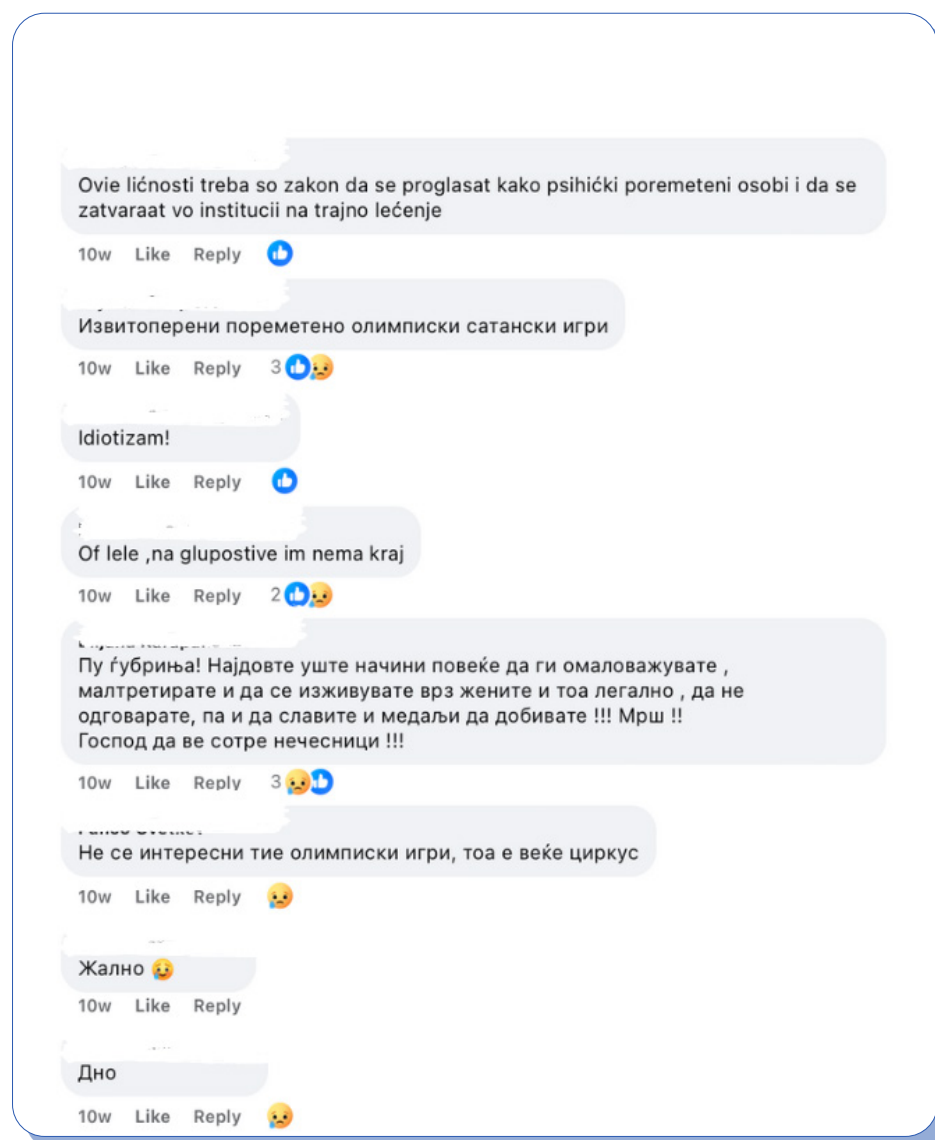 Ovie lićnosti treba so zakon da se proglasat kako psihićki poremeteni osobi i da se
zatvaraat vo institucii na trajno lećenje
10w Like Reply
Извитоперени пореметено олимписки сатански игри
10w Like Reply 3
Idiotizam!
10w Like Reply
Of lele ,na glupostive im nema kraj
10w Like Reply 2
Пу ѓубриња! Најдовте уште начини повеќе да ги омаловажувате ,
малтретирате и да се изживувате врз жените и тоа легално , да не
одговарате, па и да славите и медаљи да добивате !!! Мрш !!
Господ да ве сотре нечесници !!!
10w Like Reply 3
Не се интересни тие олимписки игри, тоа е веќе циркус
10w Like Reply
Жално 😥
10w Like Reply
Дно
10w Like Reply